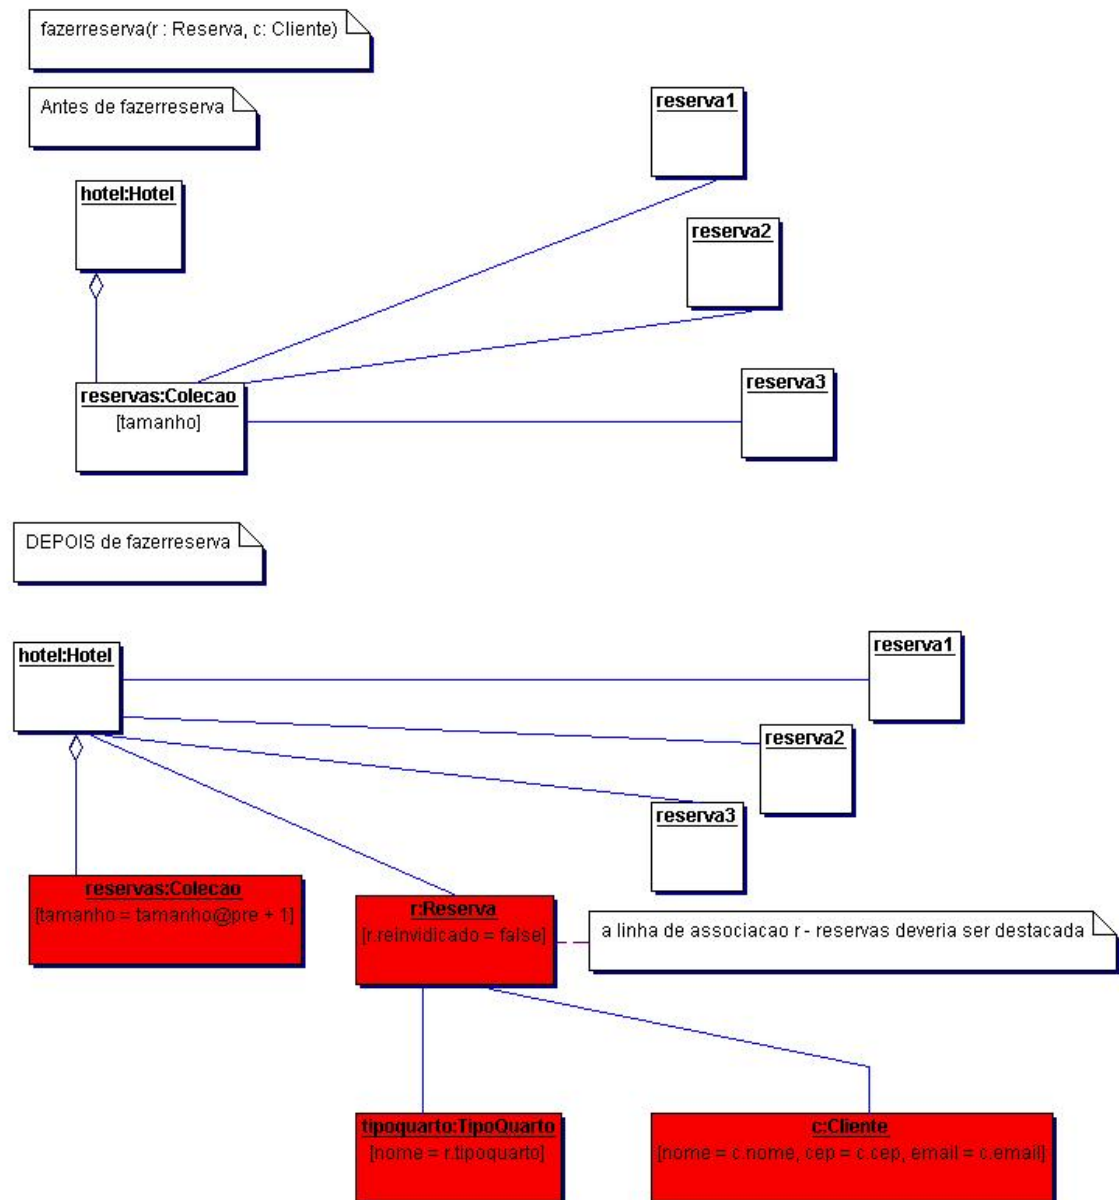 fazerreserva(r : Reserva, c: Cliente)
Antes de fazerreserva
reserva1
hotel:Hotel
reserva2
reservas:Colecao
[tamanho]
reserva3
DEPOIS de fazerreserva
hotel:Hotel
reserva1
reserva2
reserva3
reservas:Colecao
[tamanho = tamanho@pre + 1]
r:Reserva
[r.reinvidicado = false]
a linha de associacao r - reservas deveria ser destacada
tipoquarto:TipoQuarto
[nome = r.tipoquarto]
c:Cliente
[nome = c.nome, cep = c.cep, email = c.email]